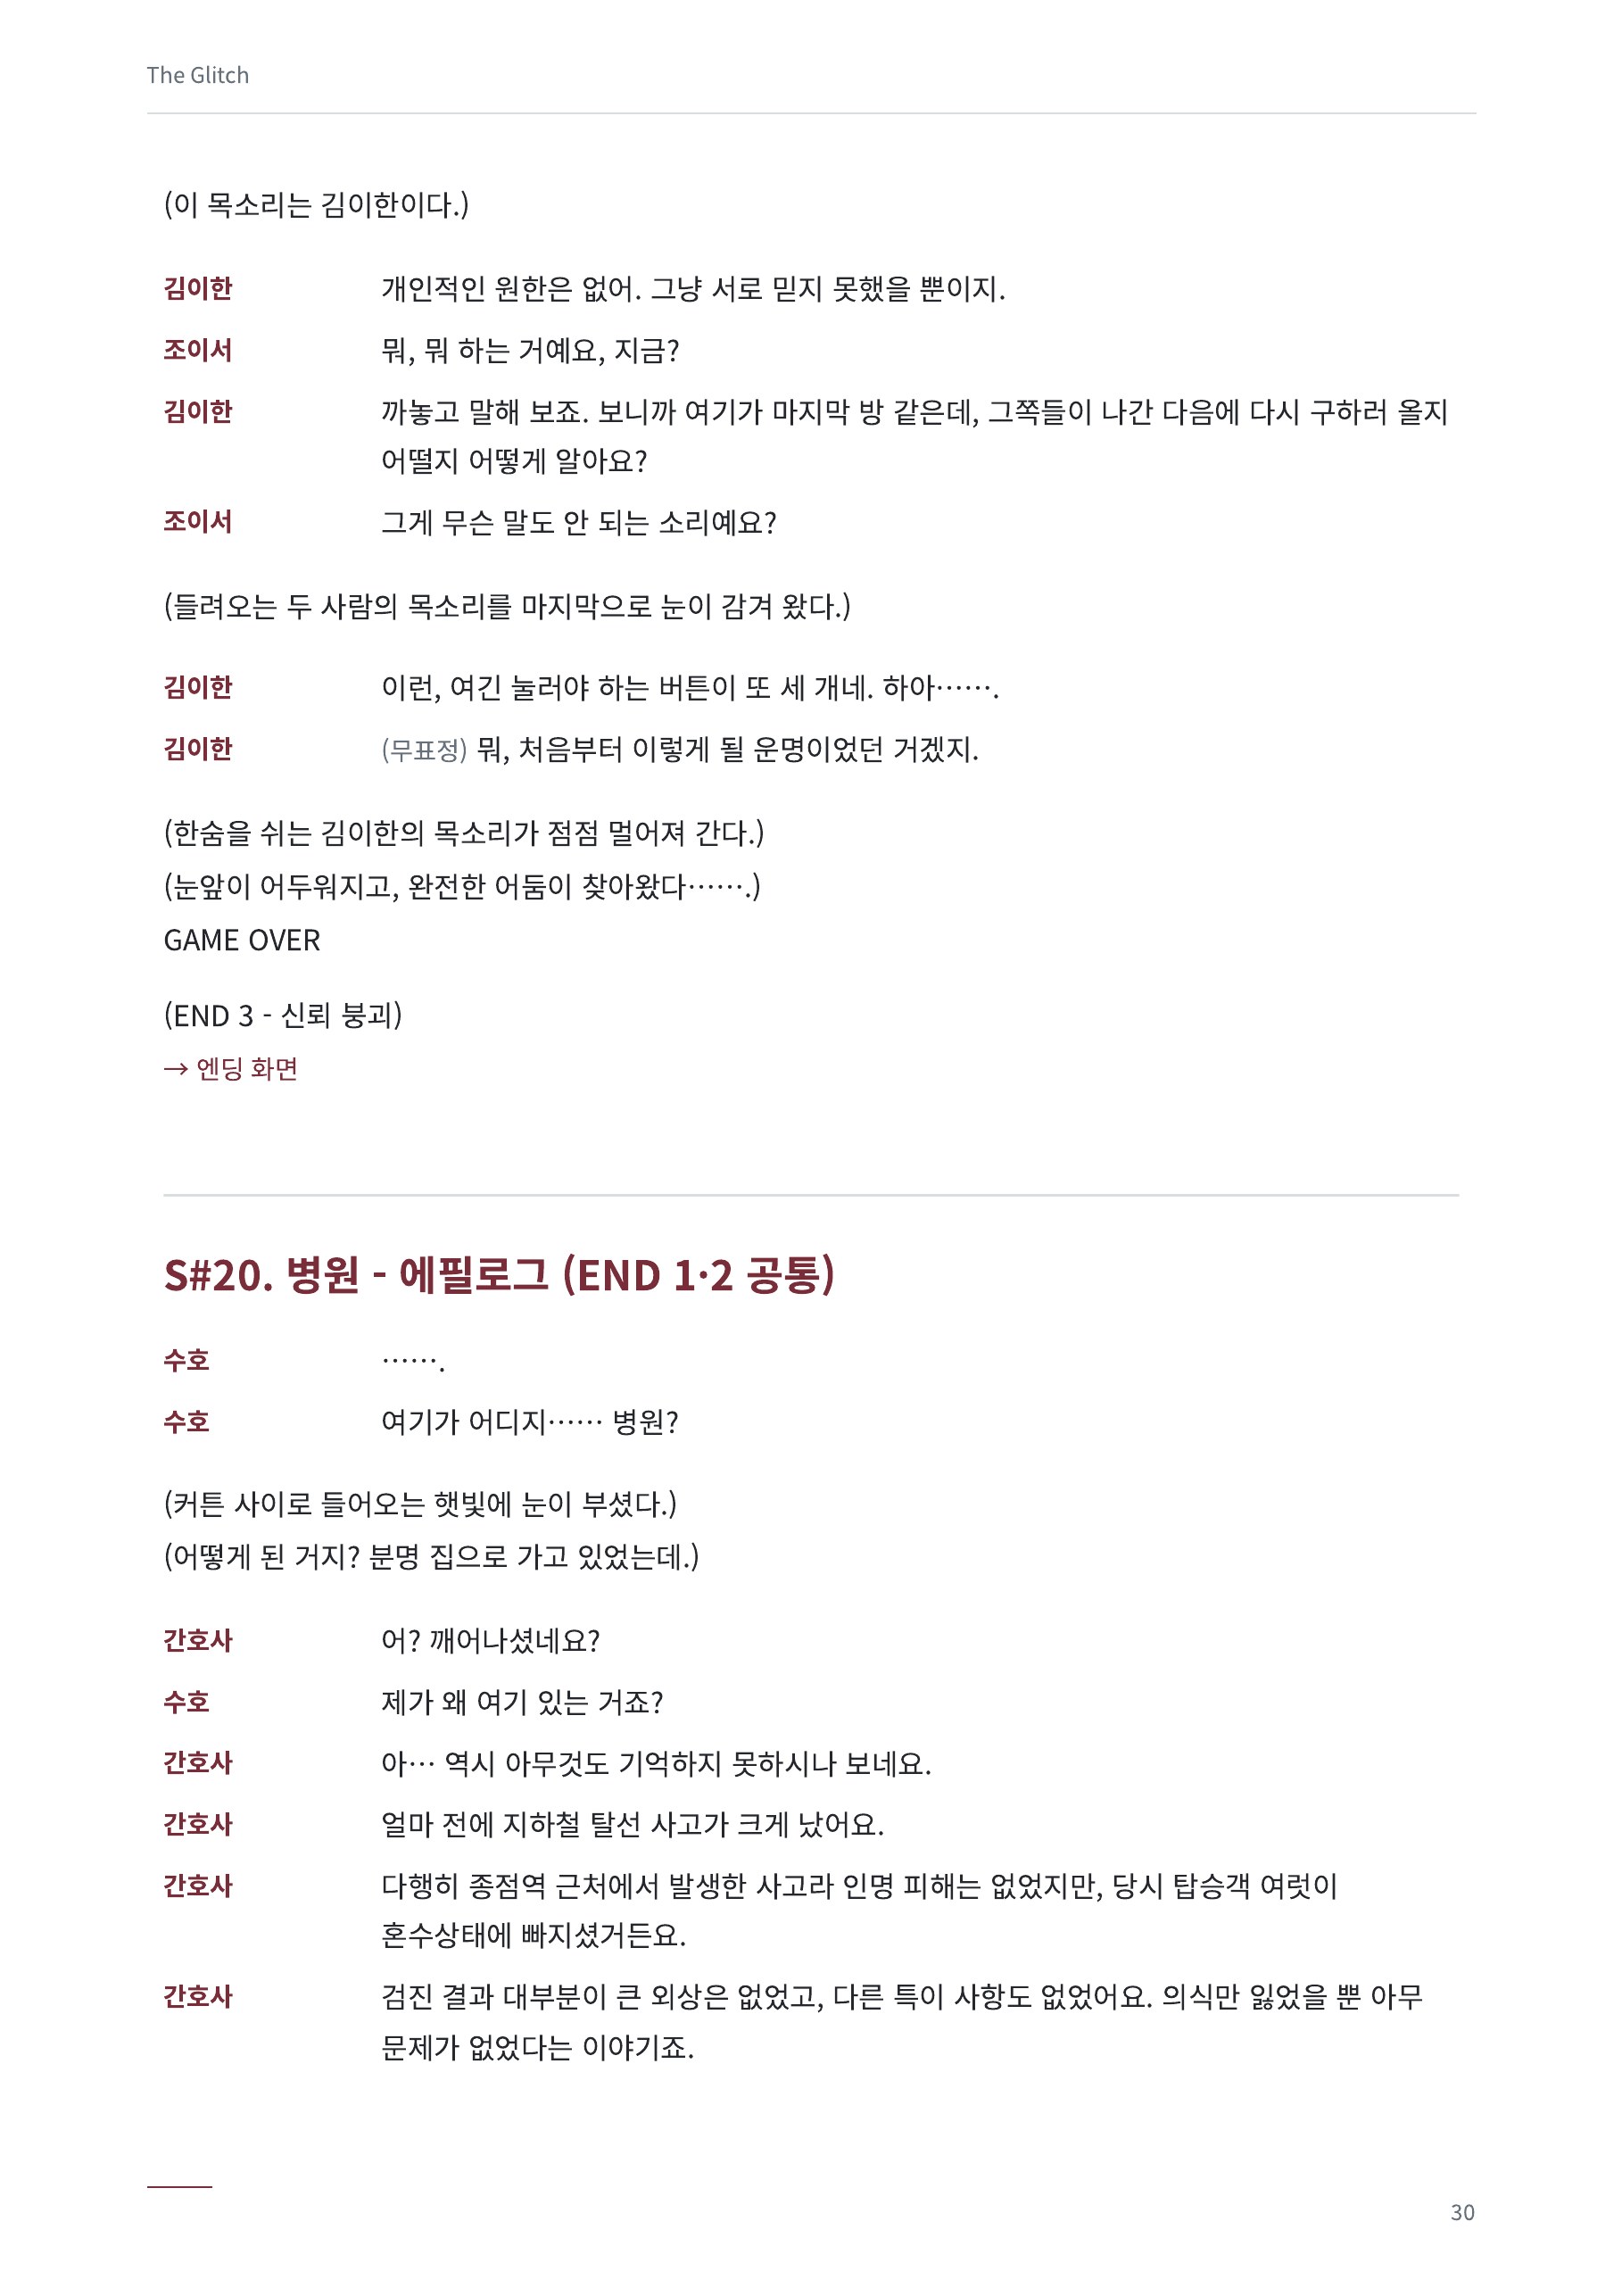 The Glitch
(이 목소리는 김이한이다.)
김이한 개인적인 원한은 없어. 그냥 서로 믿지 못했을 뿐이지.
조이서 뭐, 뭐 하는 거예요, 지금?
김이한 까놓고 말해 보죠. 보니까 여기가 마지막 방 같은데, 그쪽들이 나간 다음에 다시 구하러 올지
어떨지 어떻게 알아요?
조이서 그게 무슨 말도 안 되는 소리예요?
(들려오는 두 사람의 목소리를 마지막으로 눈이 감겨 왔다.)
김이한 이런, 여긴 눌러야 하는 버튼이 또 세 개네. 하아…….
김이한 (무표정) 뭐, 처음부터 이렇게 될 운명이었던 거겠지.
(한숨을 쉬는 김이한의 목소리가 점점 멀어져 간다.)
(눈앞이 어두워지고, 완전한 어둠이 찾아왔다…….)
GAME OVER
(END 3 - 신뢰 붕괴)
→ 엔딩 화면
S#20. 병원 - 에필로그 (END 1·2 공통)
수호 …….
수호 여기가 어디지…… 병원?
(커튼 사이로 들어오는 햇빛에 눈이 부셨다.)
(어떻게 된 거지? 분명 집으로 가고 있었는데.)
간호사 어? 깨어나셨네요?
수호 제가 왜 여기 있는 거죠?
간호사 아… 역시 아무것도 기억하지 못하시나 보네요.
간호사 얼마 전에 지하철 탈선 사고가 크게 났어요.
간호사 다행히 종점역 근처에서 발생한 사고라 인명 피해는 없었지만, 당시 탑승객 여럿이
혼수상태에 빠지셨거든요.
간호사 검진 결과 대부분이 큰 외상은 없었고, 다른 특이 사항도 없었어요. 의식만 잃었을 뿐 아무
문제가 없었다는 이야기죠.
30